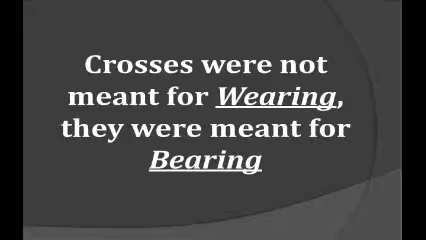 Crosses were not
meant for Wearing,
they were meant for
Bearing